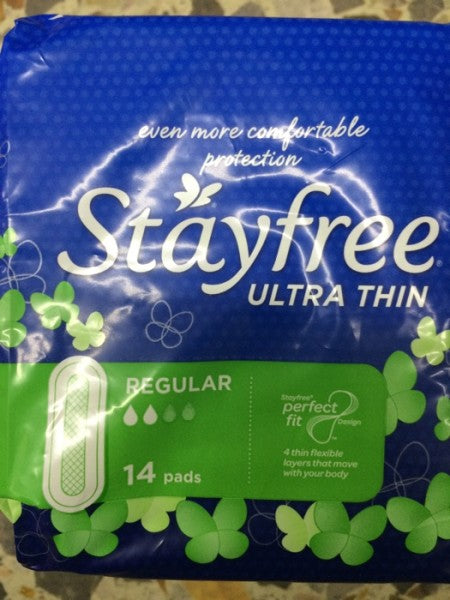 even more comfortable
protection
Stayfree®
ULTRA THIN
REGULAR
14 pads
Stayfree®
perfect
fit
Design
™
4 thin flexible
layers that move
with your body